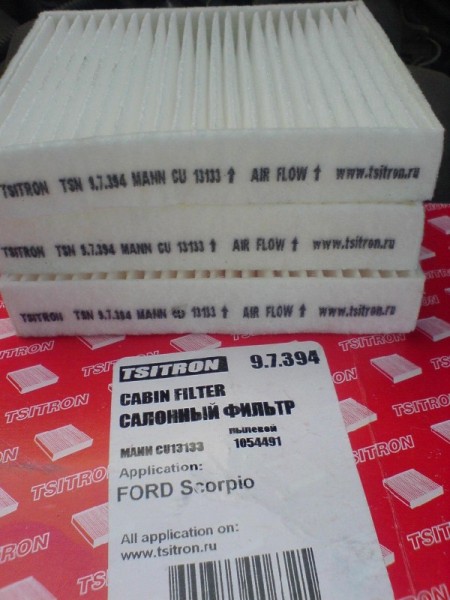 TSITRON TSN 9.7.394 MANN CU 13133 ↑ AIR FLOW ↑ www.tsitron.ru
TSITRON TSN 9.7.394 MANN CU 13133 ↑ AIR FLOW ↑ www.tsitron.ru
TSITRON TSN 9.7.394 MANN CU 13133 ↑ AIR FLOW ↑ www.tsitron.ru
TSITRON 9.7.394
CABIN FILTER
САЛОННЫЙ ФИЛЬТР
пылевой
MANN CU13133 1054491
Application:
FORD Scorpio
All application on:
www.tsitron.ru
TSITRON
TSITRON
TSITRON
TSITRON